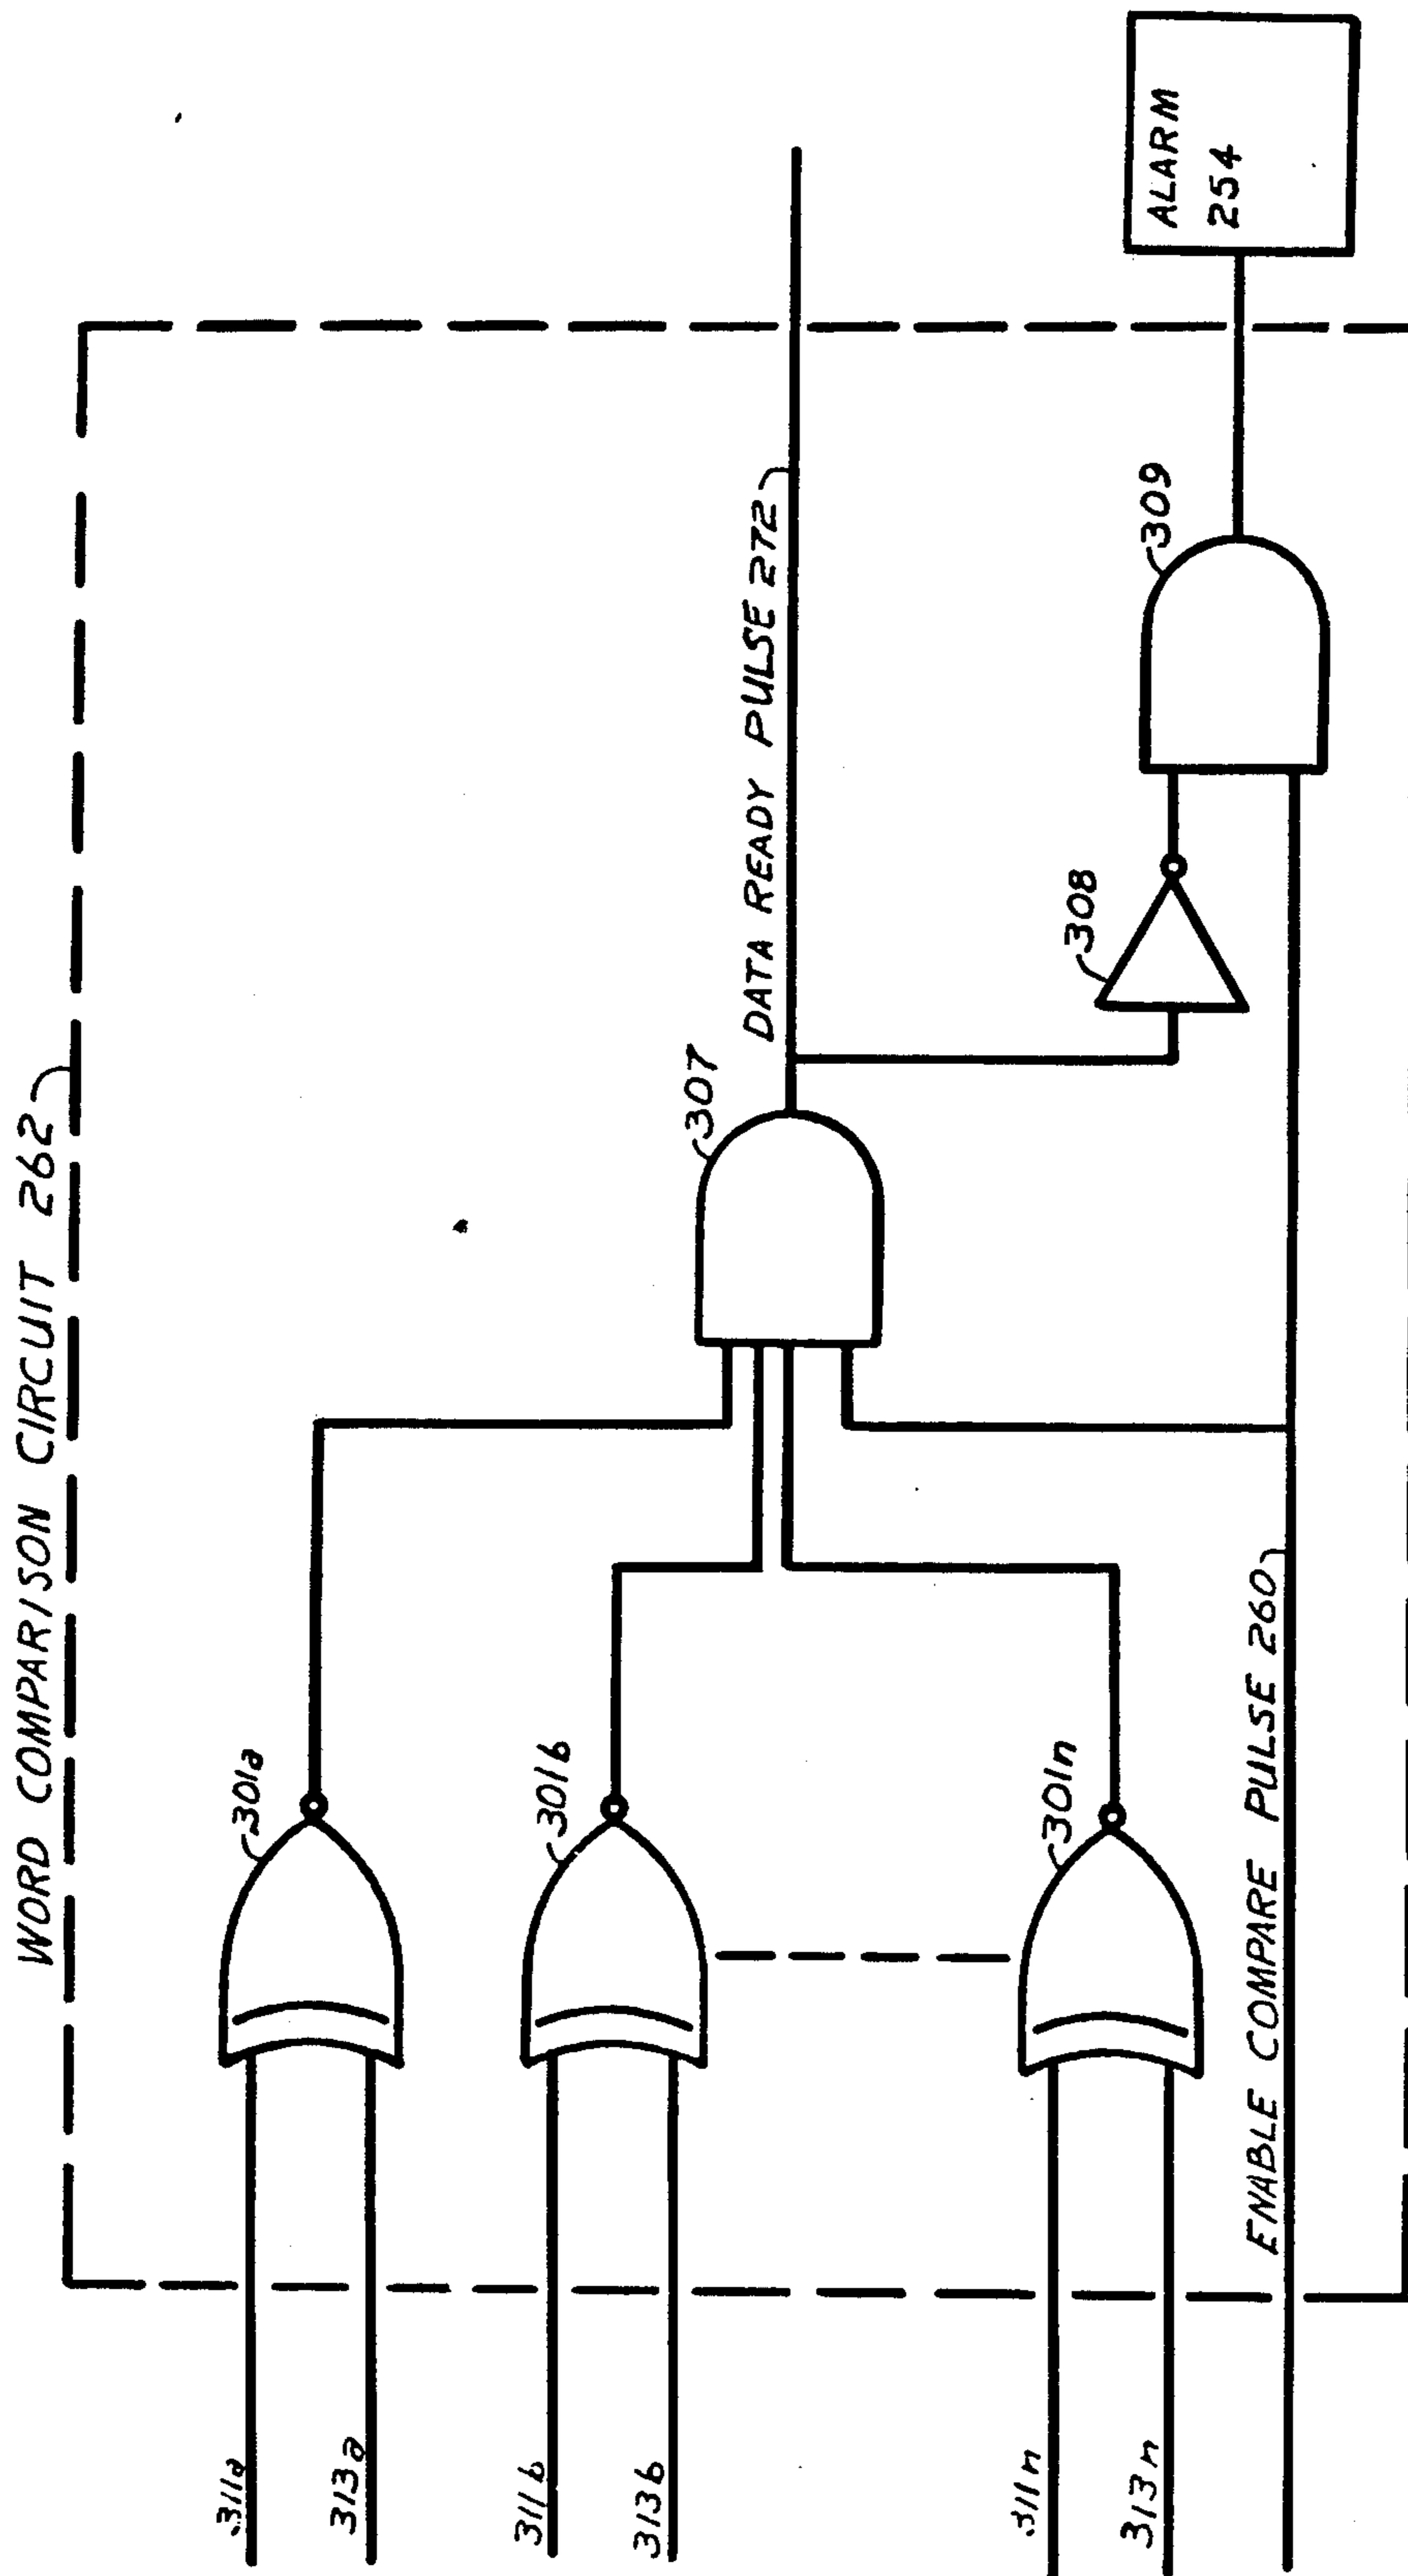 WORD COMPARISON CIRCUIT 262
311a
313a
301a
311b
313b
301b
311n
313n
301n
307
DATA READY PULSE 272
308
309
ALARM
254
ENABLE COMPARE PULSE 260